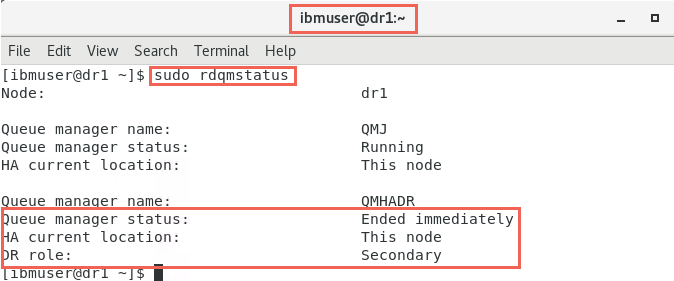 ibmuser@dr1:~
File Edit View Search Terminal Help
[ibmuser@dr1 ~]$ sudo rdqmstatus
Node: dr1
Queue manager name: QMJ
Queue manager status: Running
HA current location: This node
Queue manager name: QMHADR
Queue manager status: Ended immediately
HA current location: This node
DR role: Secondary
[ibmuser@dr1 ~]$